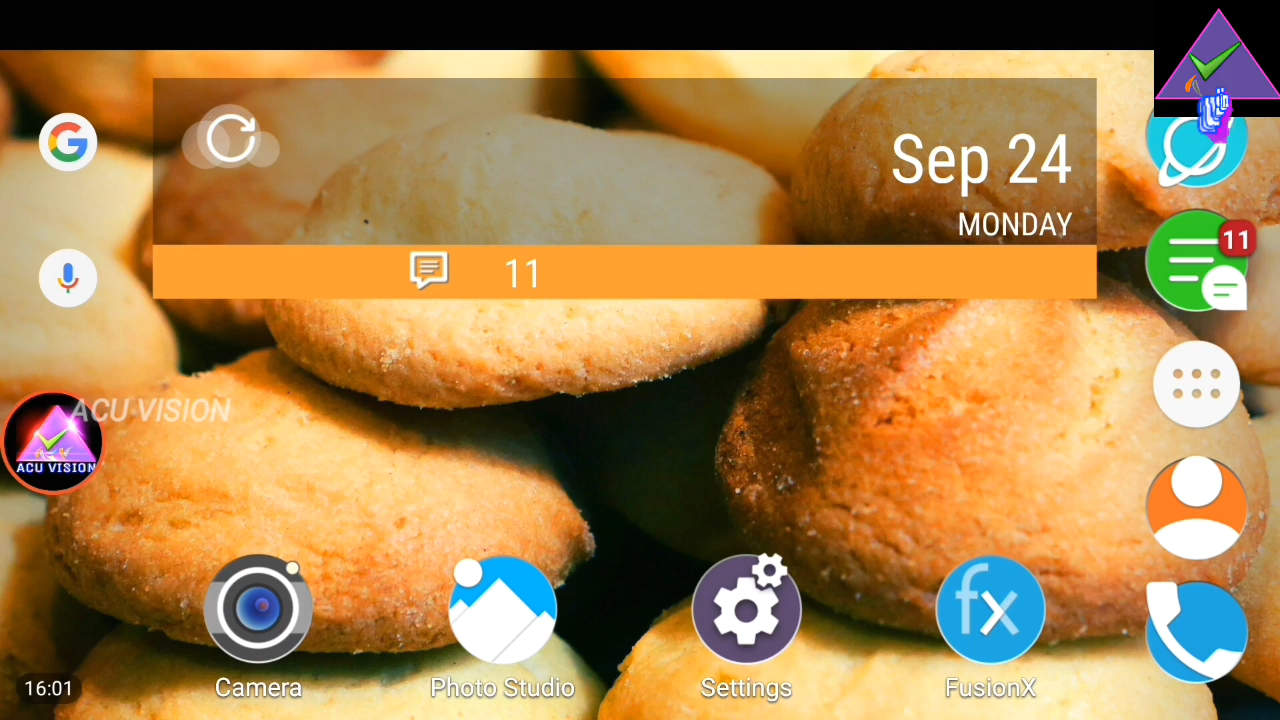 Sep 24
MONDAY
11
11
ACU VISION
ACU VISION
Camera
Photo Studio
Settings
fx
FusionX
16:01